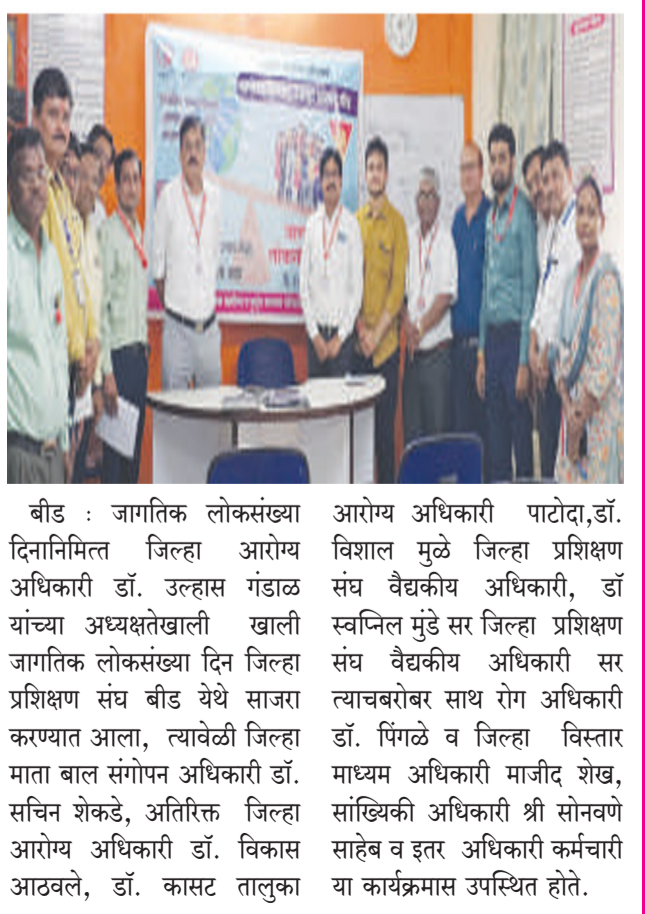 बीड : जागतिक लोकसंख्या
दिनानिमित्त जिल्हा आरोग्य
अधिकारी डॉ. उल्हास गंडाळ
यांच्या अध्यक्षतेखाली खाली
जागतिक लोकसंख्या दिन जिल्हा
प्रशिक्षण संघ बीड येथे साजरा
करण्यात आला, त्यावेळी जिल्हा
माता बाल संगोपन अधिकारी डॉ.
सचिन शेकडे, अतिरिक्त जिल्हा
आरोग्य अधिकारी डॉ. विकास
आठवले, डॉ. कासट तालुका
आरोग्य अधिकारी पाटोदा,डॉ.
विशाल मुळे जिल्हा प्रशिक्षण
संघ वैद्यकीय अधिकारी, डॉ
स्वप्निल मुंडे सर जिल्हा प्रशिक्षण
संघ वैद्यकीय अधिकारी सर
त्याचबरोबर साथ रोग अधिकारी
डॉ. पिंगळे व जिल्हा विस्तार
माध्यम अधिकारी माजीद शेख,
सांख्यिकी अधिकारी श्री सोनवणे
साहेब व इतर अधिकारी कर्मचारी
या कार्यक्रमास उपस्थित होते.